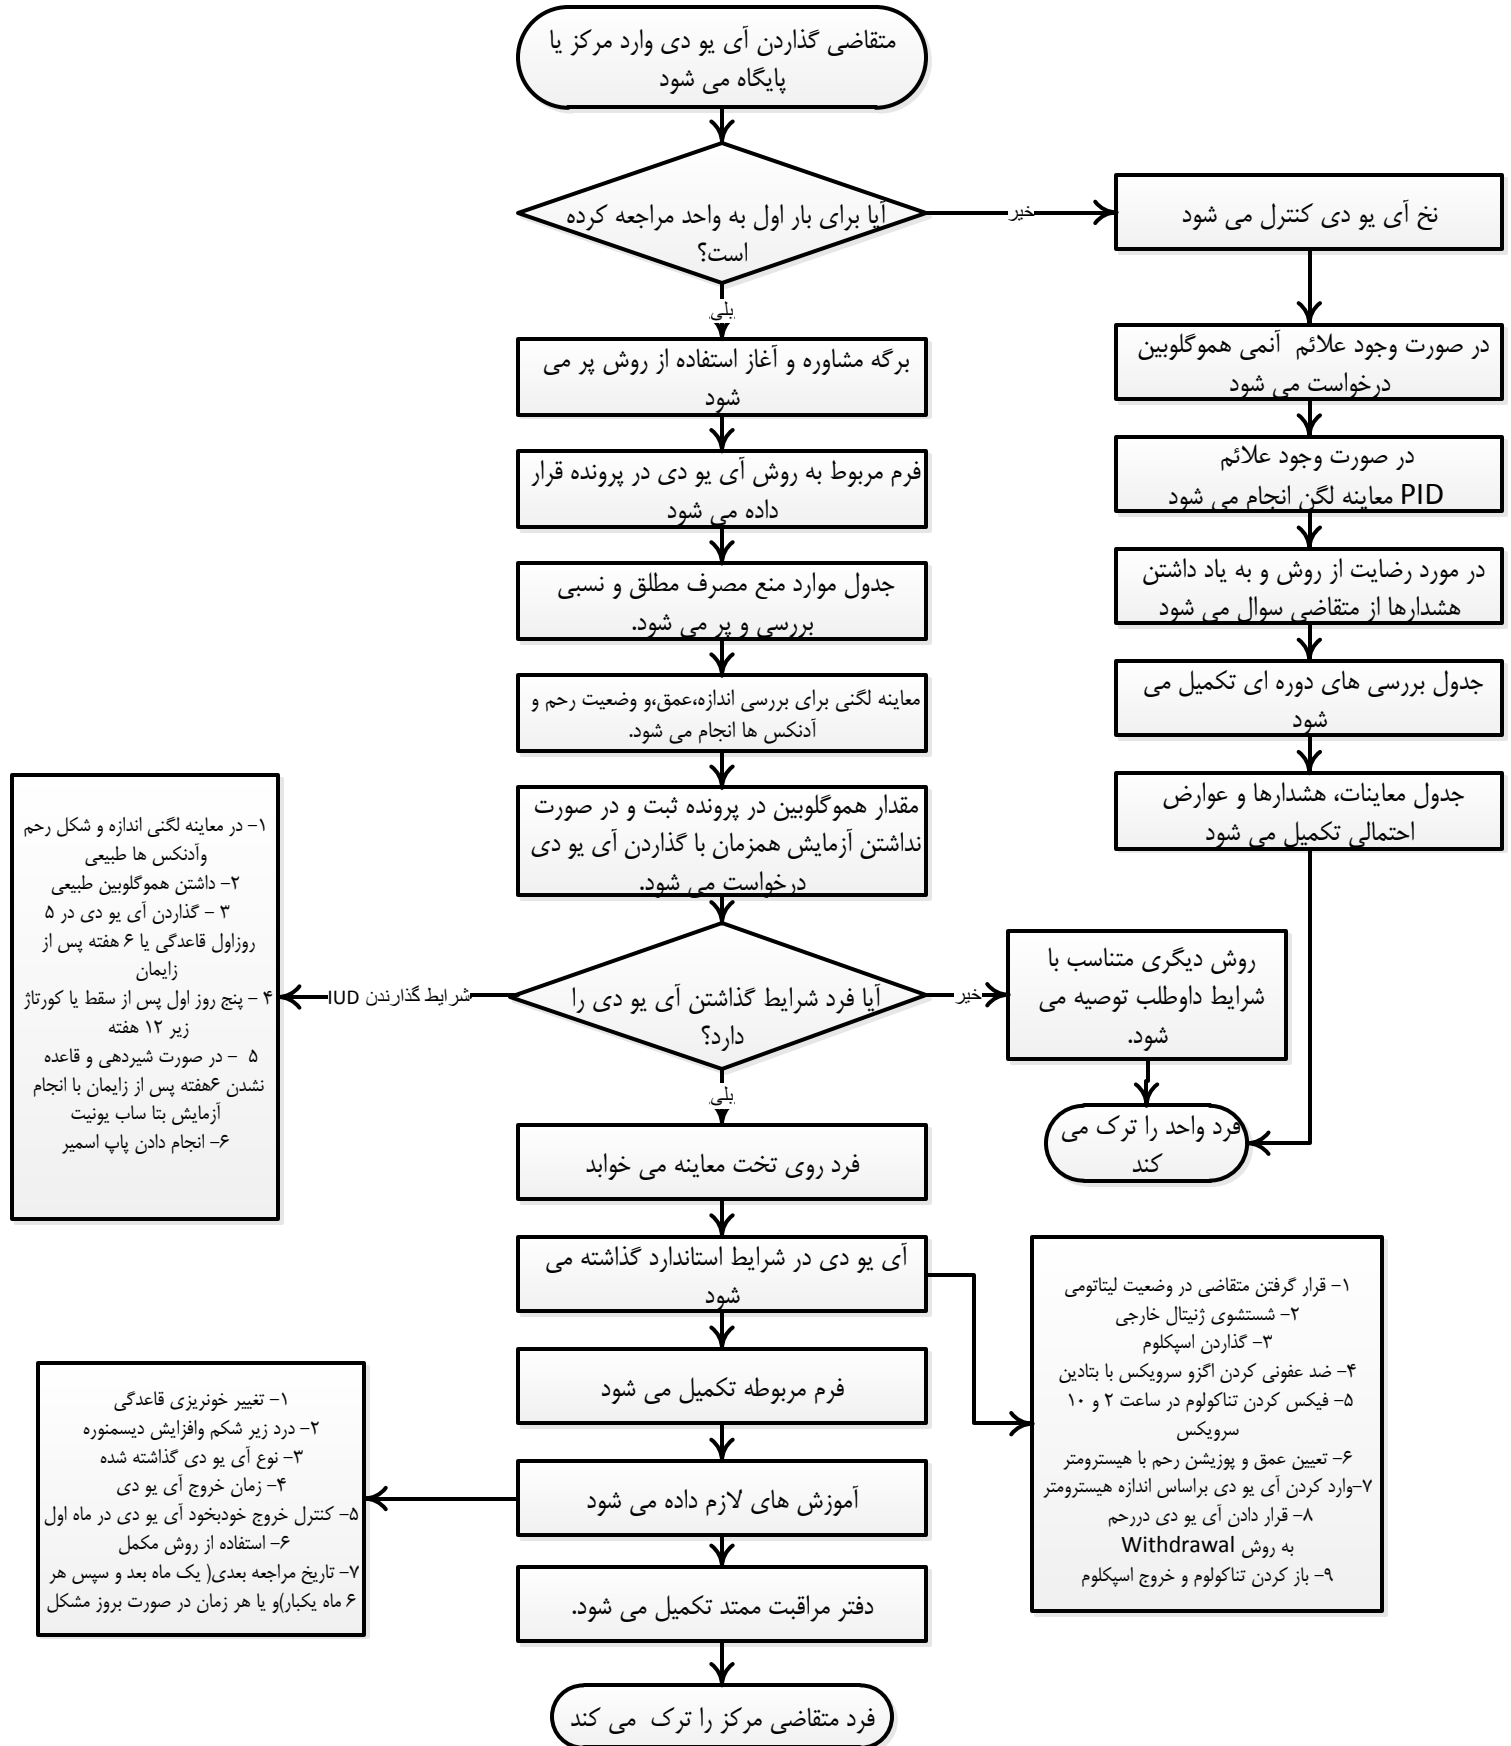 متقاضی گذاردن آی یو دی وارد مرکز یا
پایگاه می شود
آیا برای بار اول به واحد مراجعه کرده
است؟
خیر
بلی
نخ آی یو دی کنترل می شود
در صورت وجود علائم آنمی هموگلوبین
درخواست می شود
در صورت وجود علائم
PID معاینه لگن انجام می شود
در مورد رضایت از روش و به یاد داشتن
هشدارها از متقاضی سوال می شود
جدول بررسی های دوره ای تکمیل می
شود
جدول معاینات، هشدارها و عوارض
احتمالی تکمیل می شود
برگه مشاوره و آغاز استفاده از روش پر می
شود
فرم مربوط به روش آی یو دی در پرونده قرار
داده می شود
جدول موارد منع مصرف مطلق و نسبی
بررسی و پر می شود.
معاینه لگنی برای بررسی اندازه،عمق،و وضعیت رحم و
آدنکس ها انجام می شود.
مقدار هموگلوبین در پرونده ثبت و در صورت
نداشتن آزمایش همزمان با گذاردن آی یو دی
درخواست می شود.
آیا فرد شرایط گذاشتن آی یو دی را
دارد؟
خیر
بلی
شرایط گذارندن IUD
روش دیگری متناسب با
شرایط داوطلب توصیه می
شود.
فرد واحد را ترک می
کند
۱- در معاینه لگنی اندازه و شکل رحم
وآدنکس ها طبیعی
۲- داشتن هموگلوبین طبیعی
۳ - گذاردن آی یو دی در ۵
روزاول قاعدگی یا ۶ هفته پس از
زایمان
۴ - پنج روز اول پس از سقط یا کورتاژ
زیر ۱۲ هفته
۵ - در صورت شیردهی و قاعده
نشدن ۶هفته پس از زایمان با انجام
آزمایش بتا ساب یونیت
۶- انجام دادن پاپ اسمیر
فرد روی تخت معاینه می خوابد
آی یو دی در شرایط استاندارد گذاشته می
شود
۱- قرار گرفتن متقاضی در وضعیت لیتاتومی
۲- شستشوی ژنیتال خارجی
۳- گذاردن اسپکلوم
۴- ضد عفونی کردن اگزو سرویکس با بتادین
۵- فیکس کردن تناکولوم در ساعت ۲ و ۱۰
سرویکس
۶- تعیین عمق و پوزیشن رحم با هیسترومتر
۷-وارد کردن آی یو دی براساس اندازه هیسترومتر
۸- قرار دادن آی یو دی دررحم
به روش Withdrawal
۹- باز کردن تناکولوم و خروج اسپکلوم
فرم مربوطه تکمیل می شود
آموزش های لازم داده می شود
۱- تغییر خونریزی قاعدگی
۲- درد زیر شکم وافزایش دیسمنوره
۳- نوع آی یو دی گذاشته شده
۴- زمان خروج آی یو دی
۵- کنترل خروج خودبخود آی یو دی در ماه اول
۶- استفاده از روش مکمل
۷- تاریخ مراجعه بعدی( یک ماه بعد و سپس هر
۶ ماه یکبار)و یا هر زمان در صورت بروز مشکل
دفتر مراقبت ممتد تکمیل می شود.
فرد متقاضی مرکز را ترک می کند